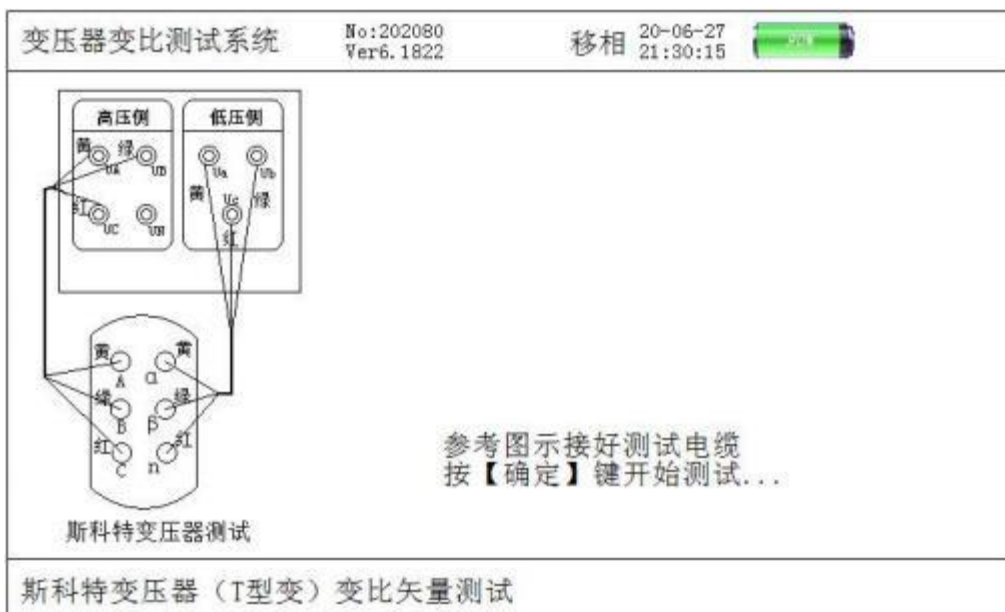 变压器变比测试系统
No:202080
Ver6.1822
移相
20-06-27
21:30:15
高压侧
低压侧
黄
绿
UA
UB
Ua
Ub
黄
Uc
绿
红
UC
红
黄
黄
A
α
绿
绿
B
β
红
红
C
n
参考图示接好测试电缆
按【确定】键开始测试...
斯科特变压器测试
斯科特变压器（T型变）变比矢量测试